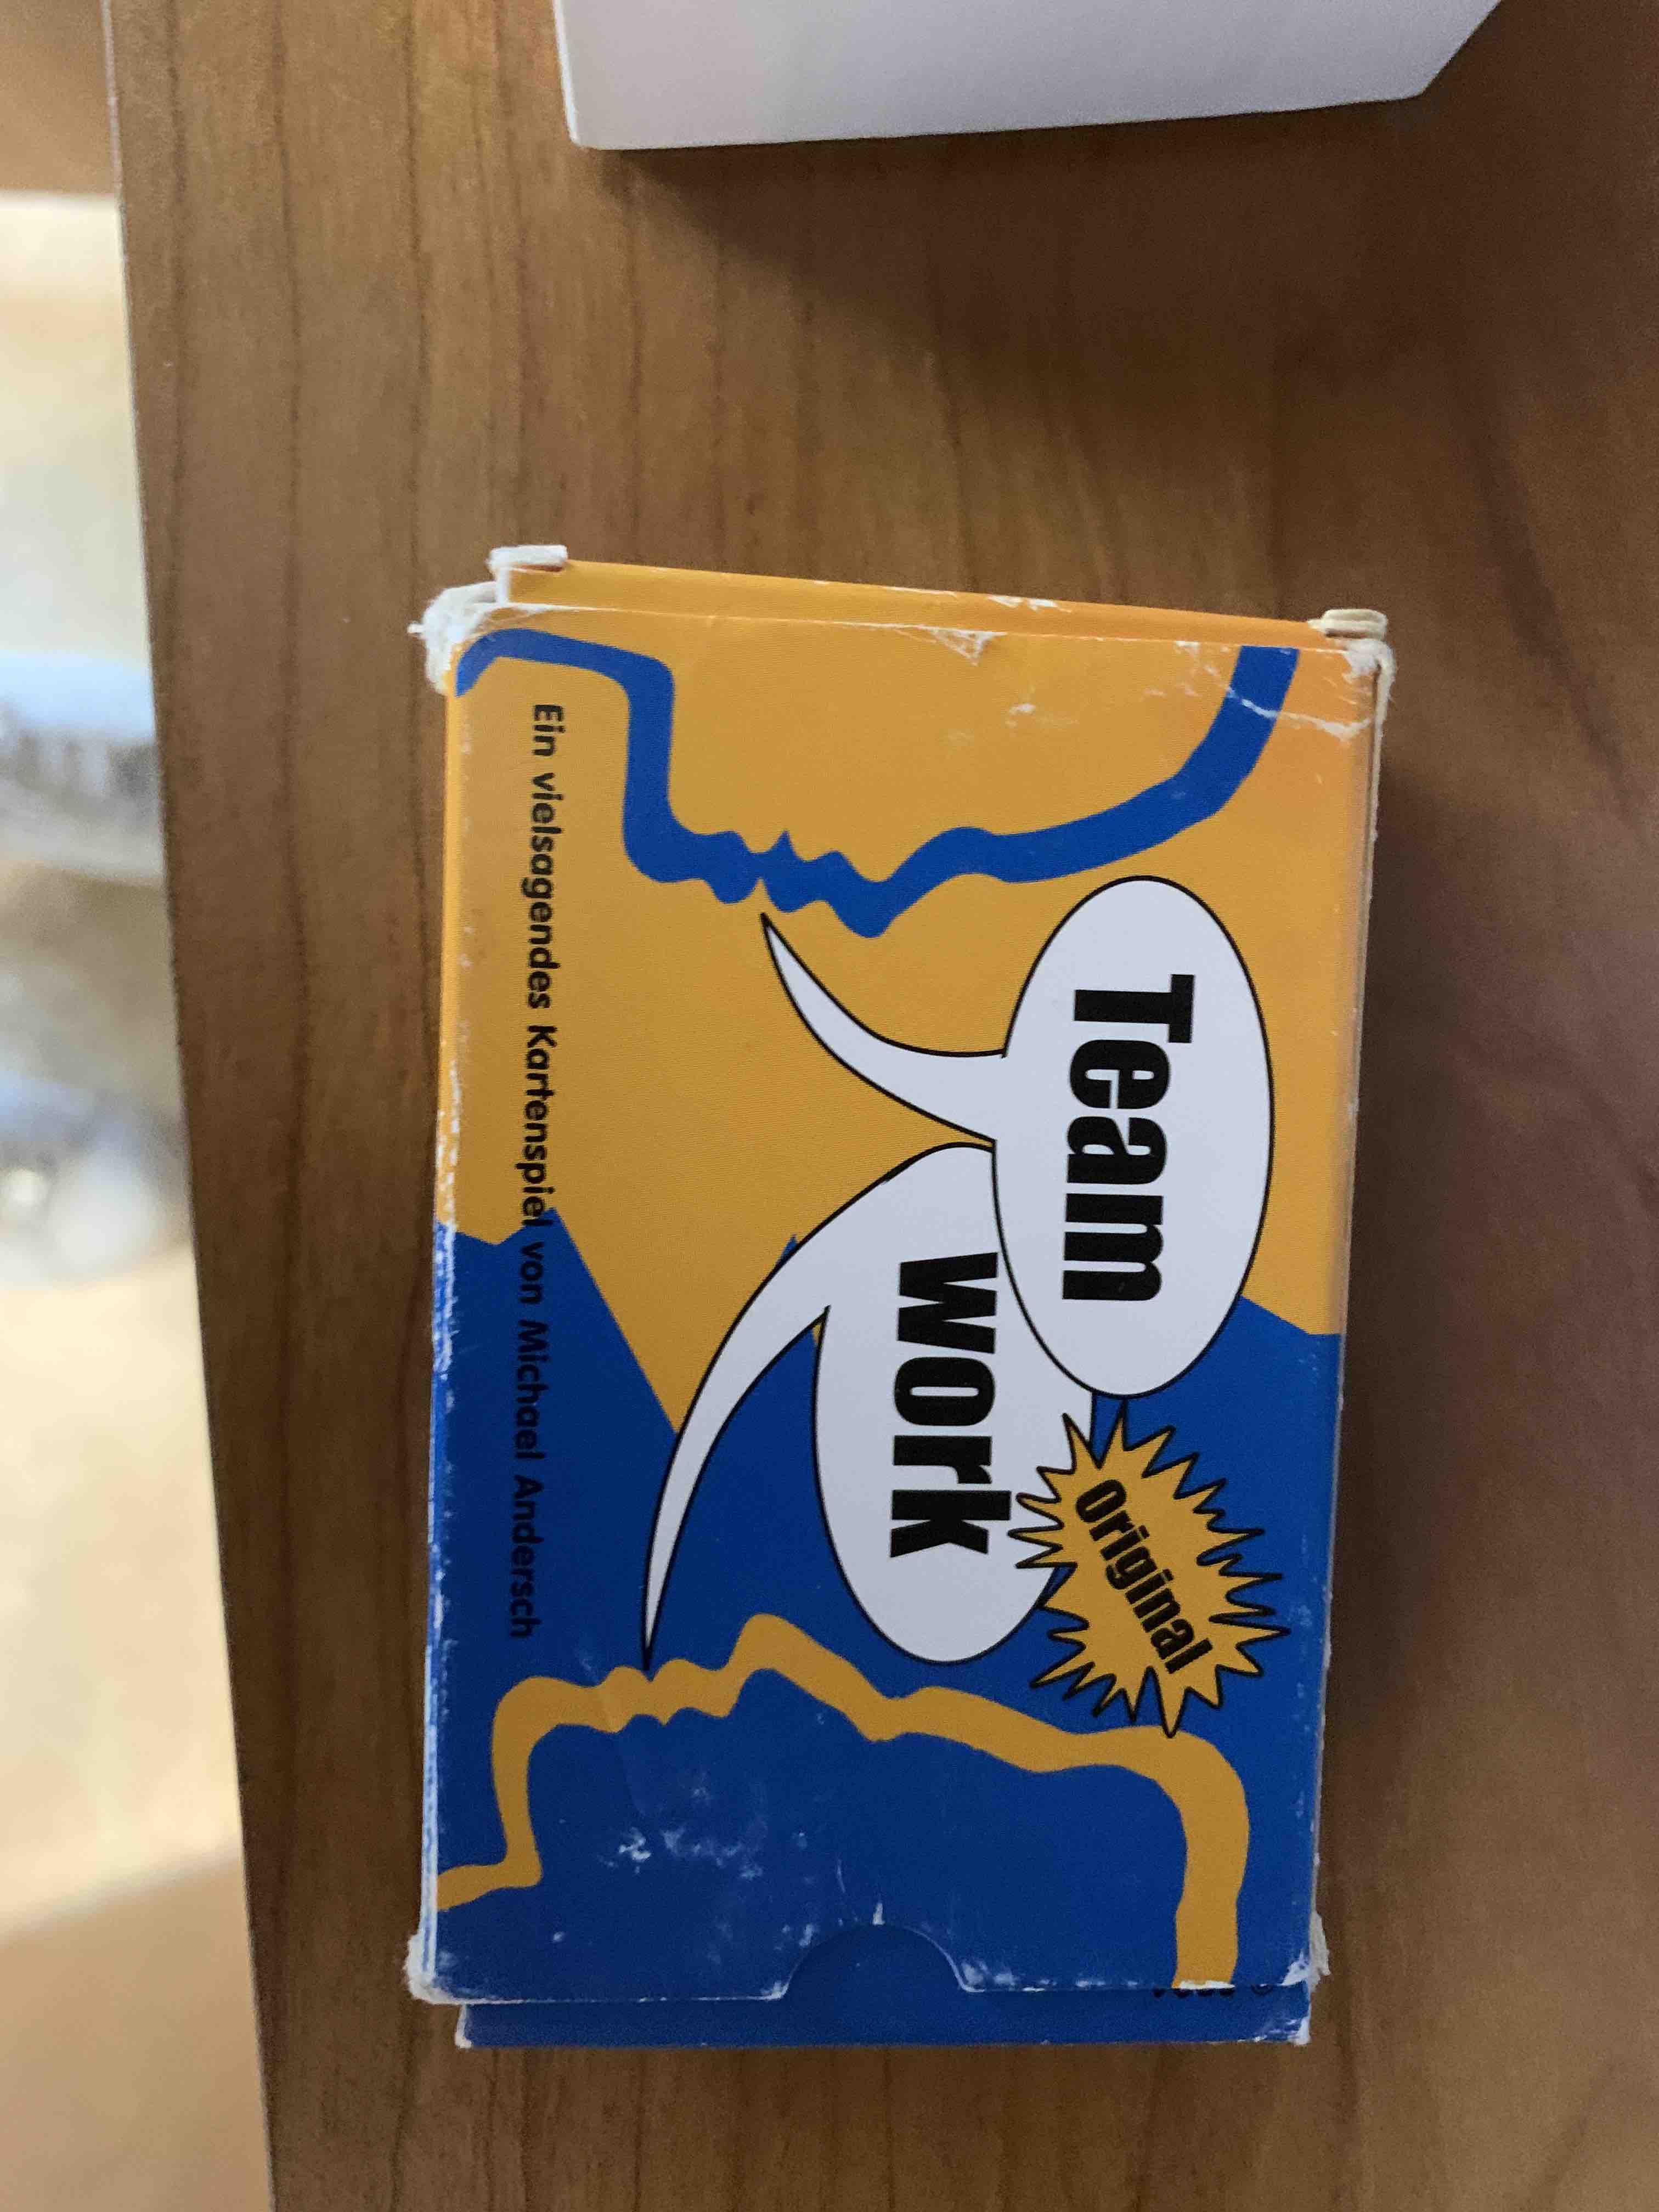 Team
Work
Original
Ein vielsagendes Kartenspiel von Michael Andersch